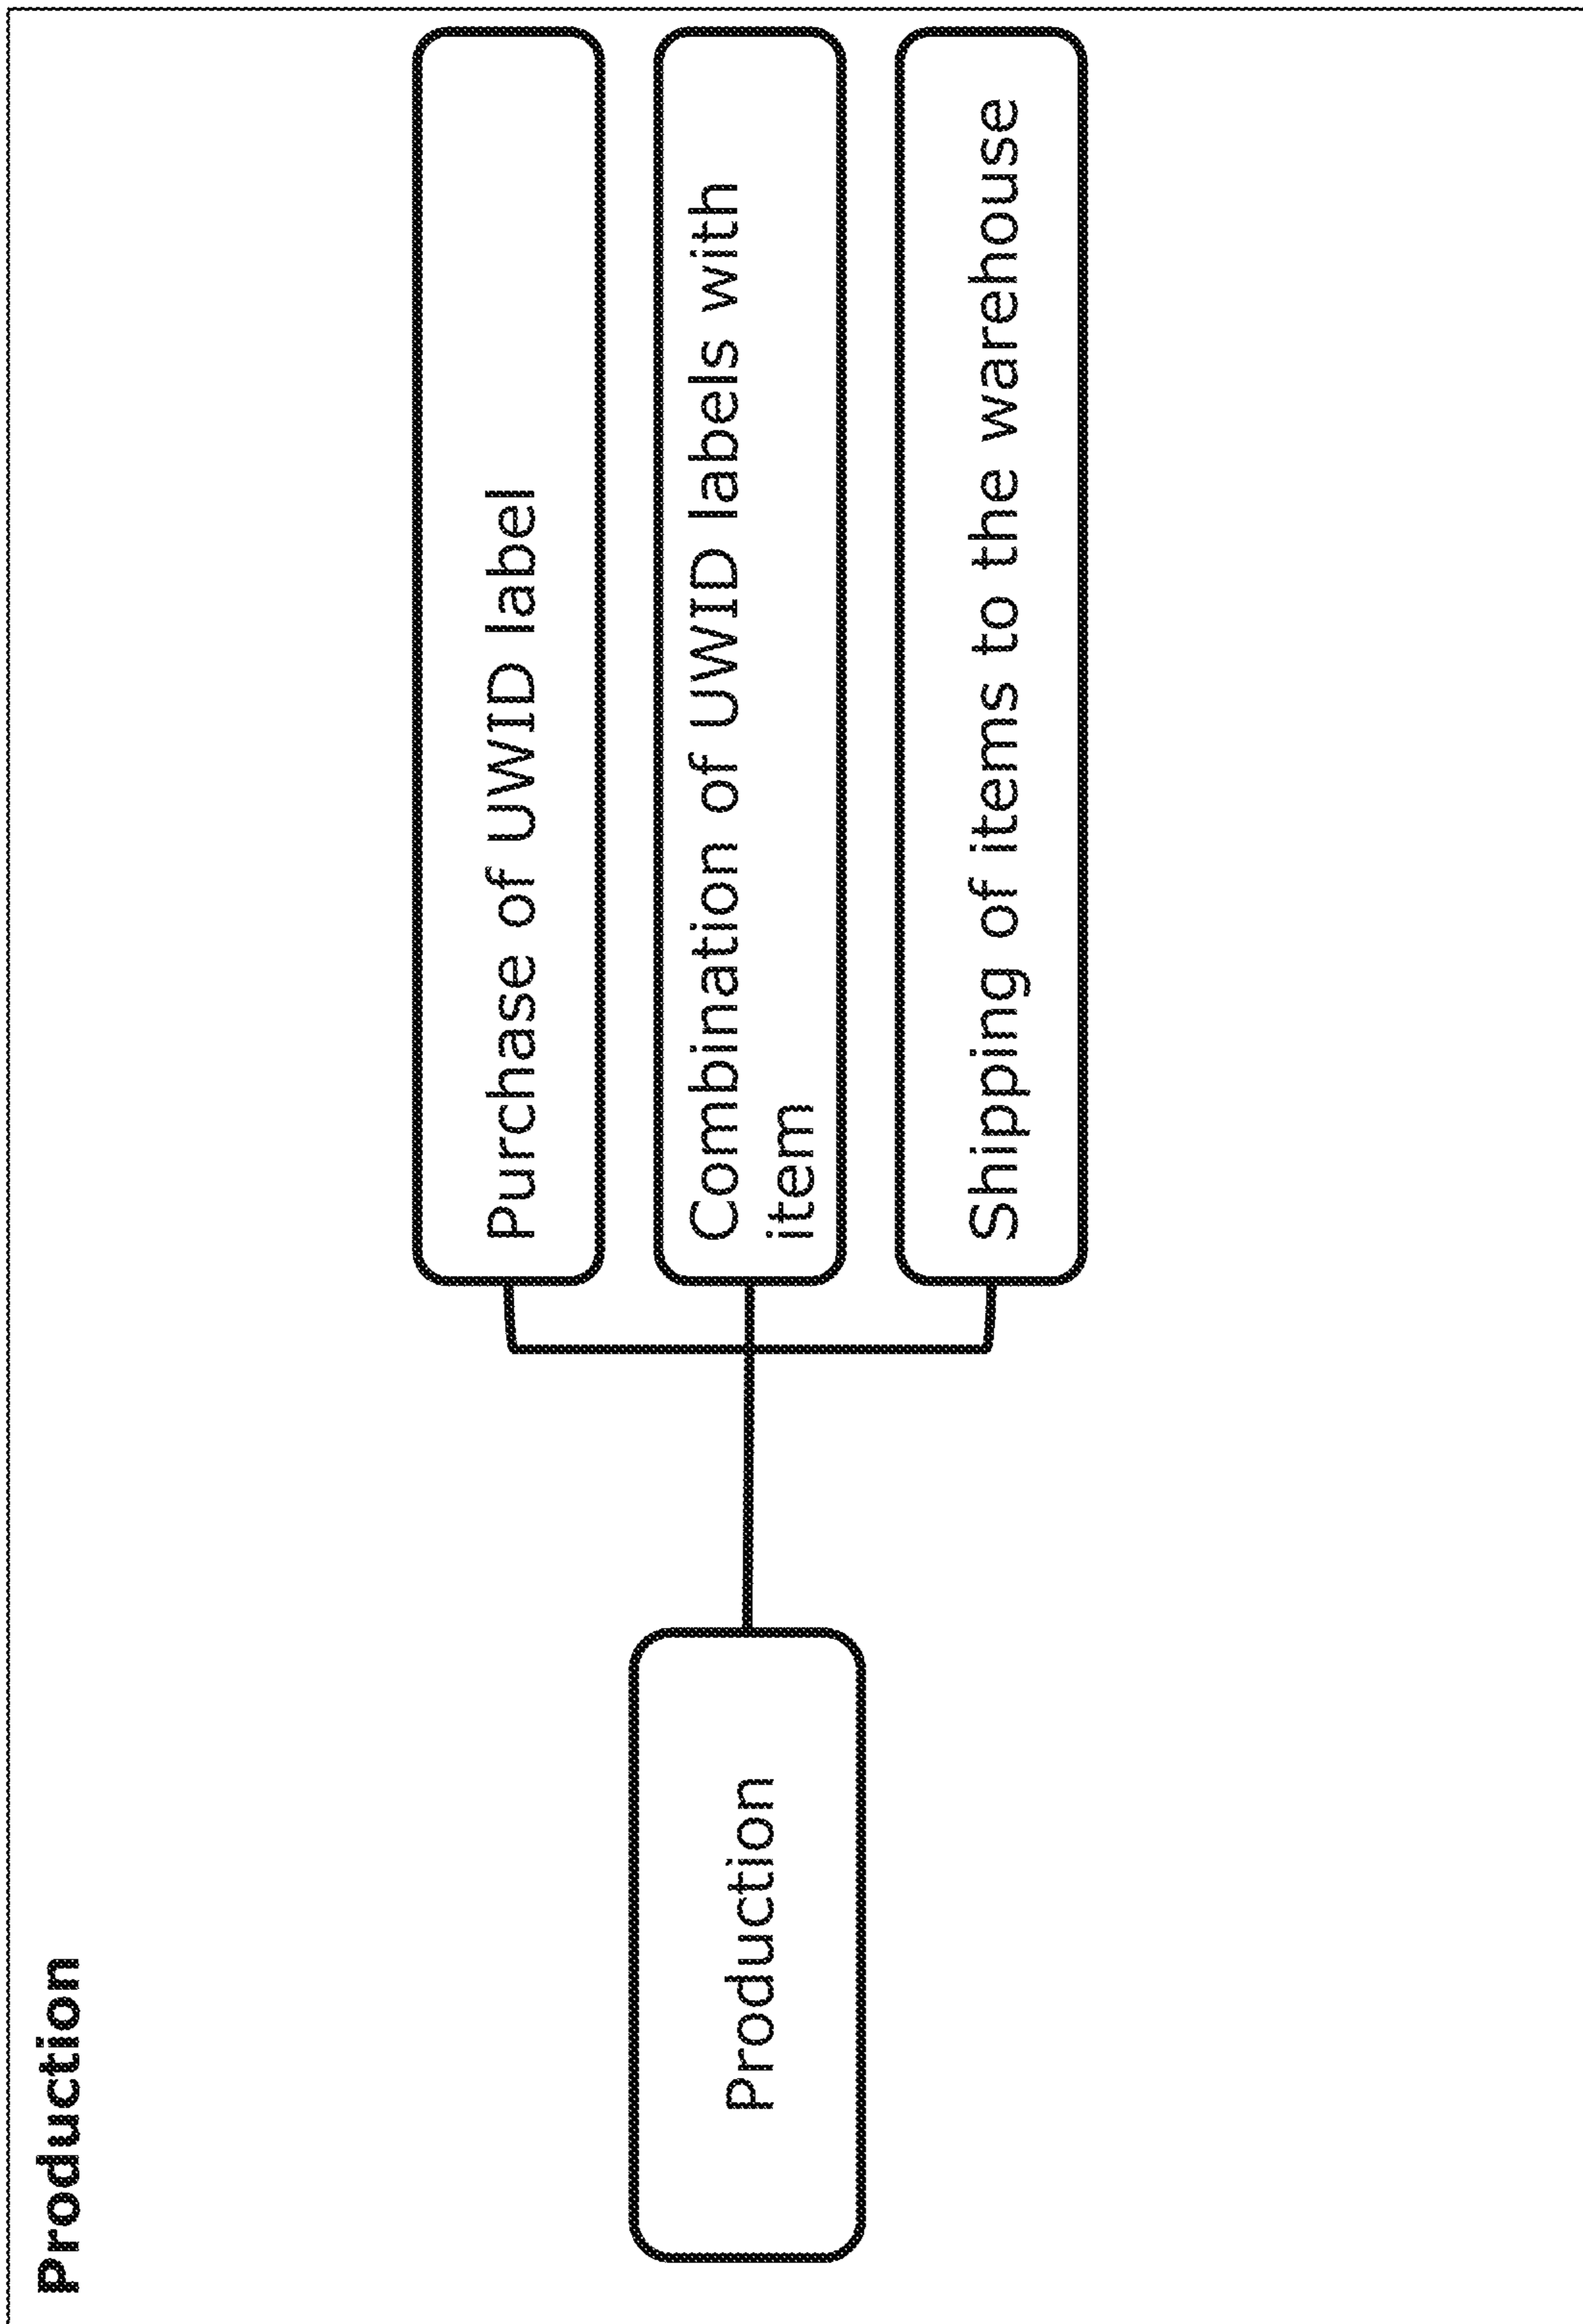 Production
Production
Purchase of UWID label
Combination of UWID labels with
item
Shipping of items to the warehouse